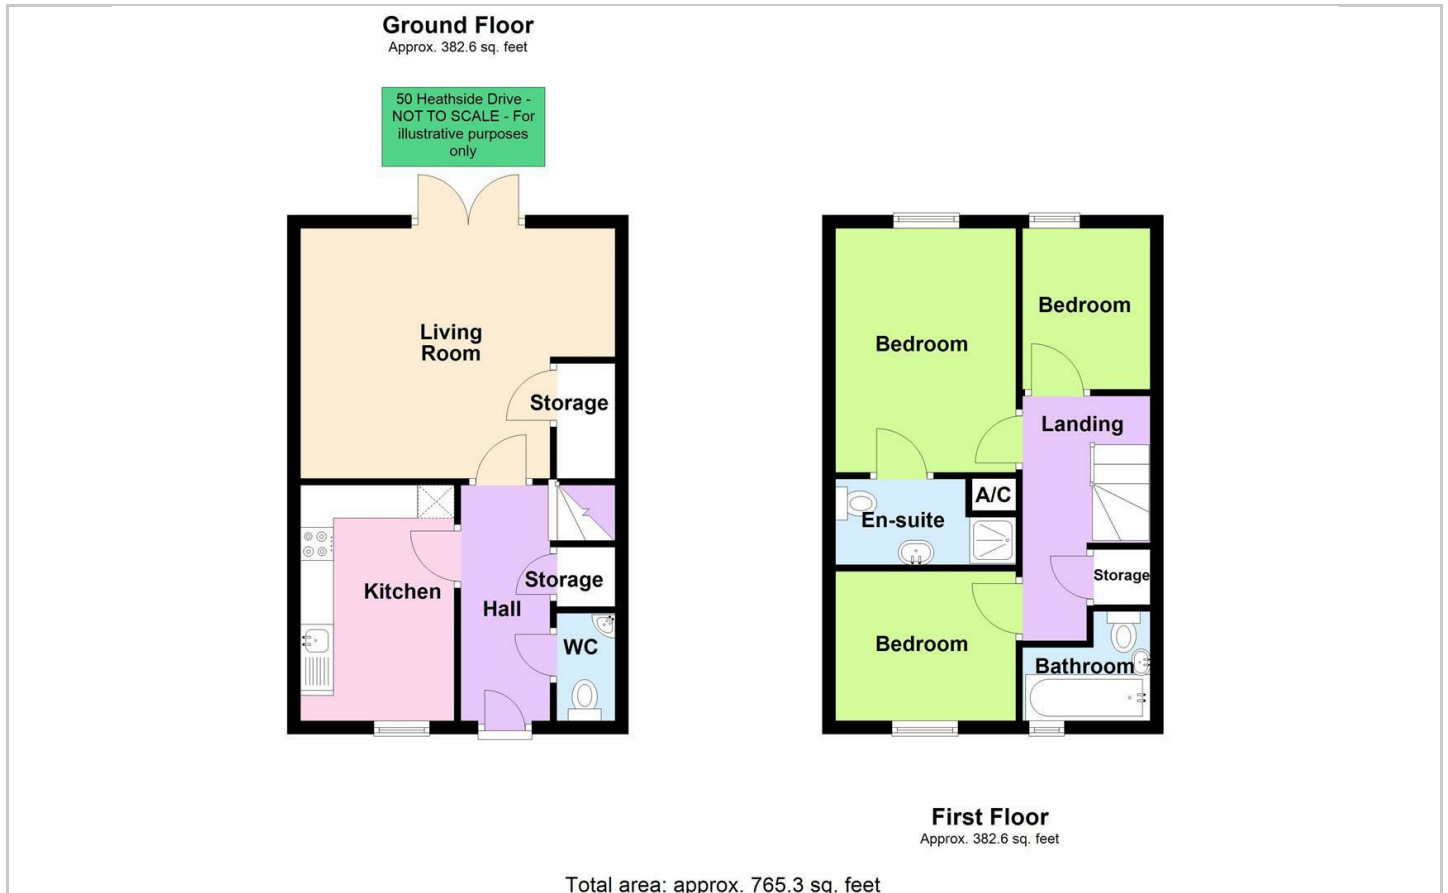 Ground Floor
Approx. 382.6 sq. feet
50 Heathside Drive -
NOT TO SCALE - For
illustrative purposes
only
Living
Room
Storage
Kitchen
Hall
Storage
WC
Bedroom
Bedroom
Landing
A/C
En-suite
Storage
Bedroom
Bathroom
First Floor
Approx. 382.6 sq. feet
Total area: approx. 765.3 sq. feet